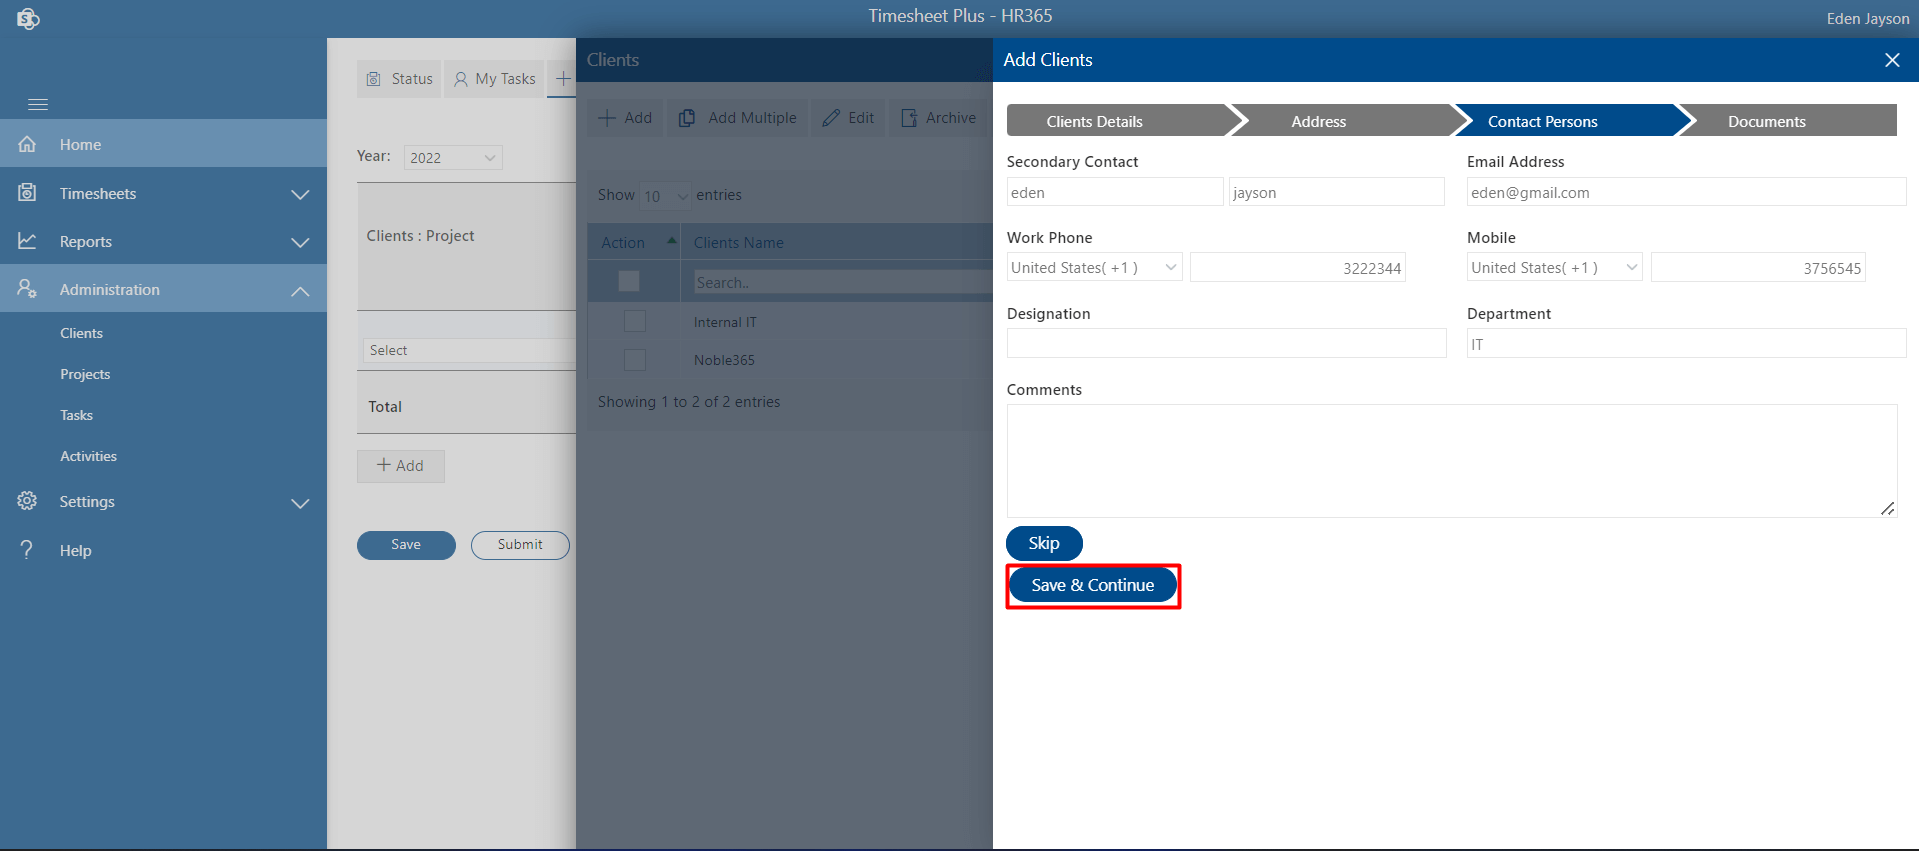 Timesheet Plus - HR365
Eden Jayson
Home
Timesheets
Reports
Administration
Clients
Projects
Tasks
Activities
Settings
Help
Status
My Tasks
Year:
2022
Clients : Project
Select
Total
Add
Save
Submit
Clients
Add
Add Multiple
Edit
Archive
Show 10 entries
Action
Clients Name
Search..
Internal IT
Noble365
Showing 1 to 2 of 2 entries
Add Clients
Clients Details
Address
Contact Persons
Documents
Secondary Contact
Email Address
eden
jayson
eden@gmail.com
Work Phone
Mobile
United States( +1 )
3222344
United States( +1 )
3756545
Designation
Department
IT
Comments
Skip
Save & Continue